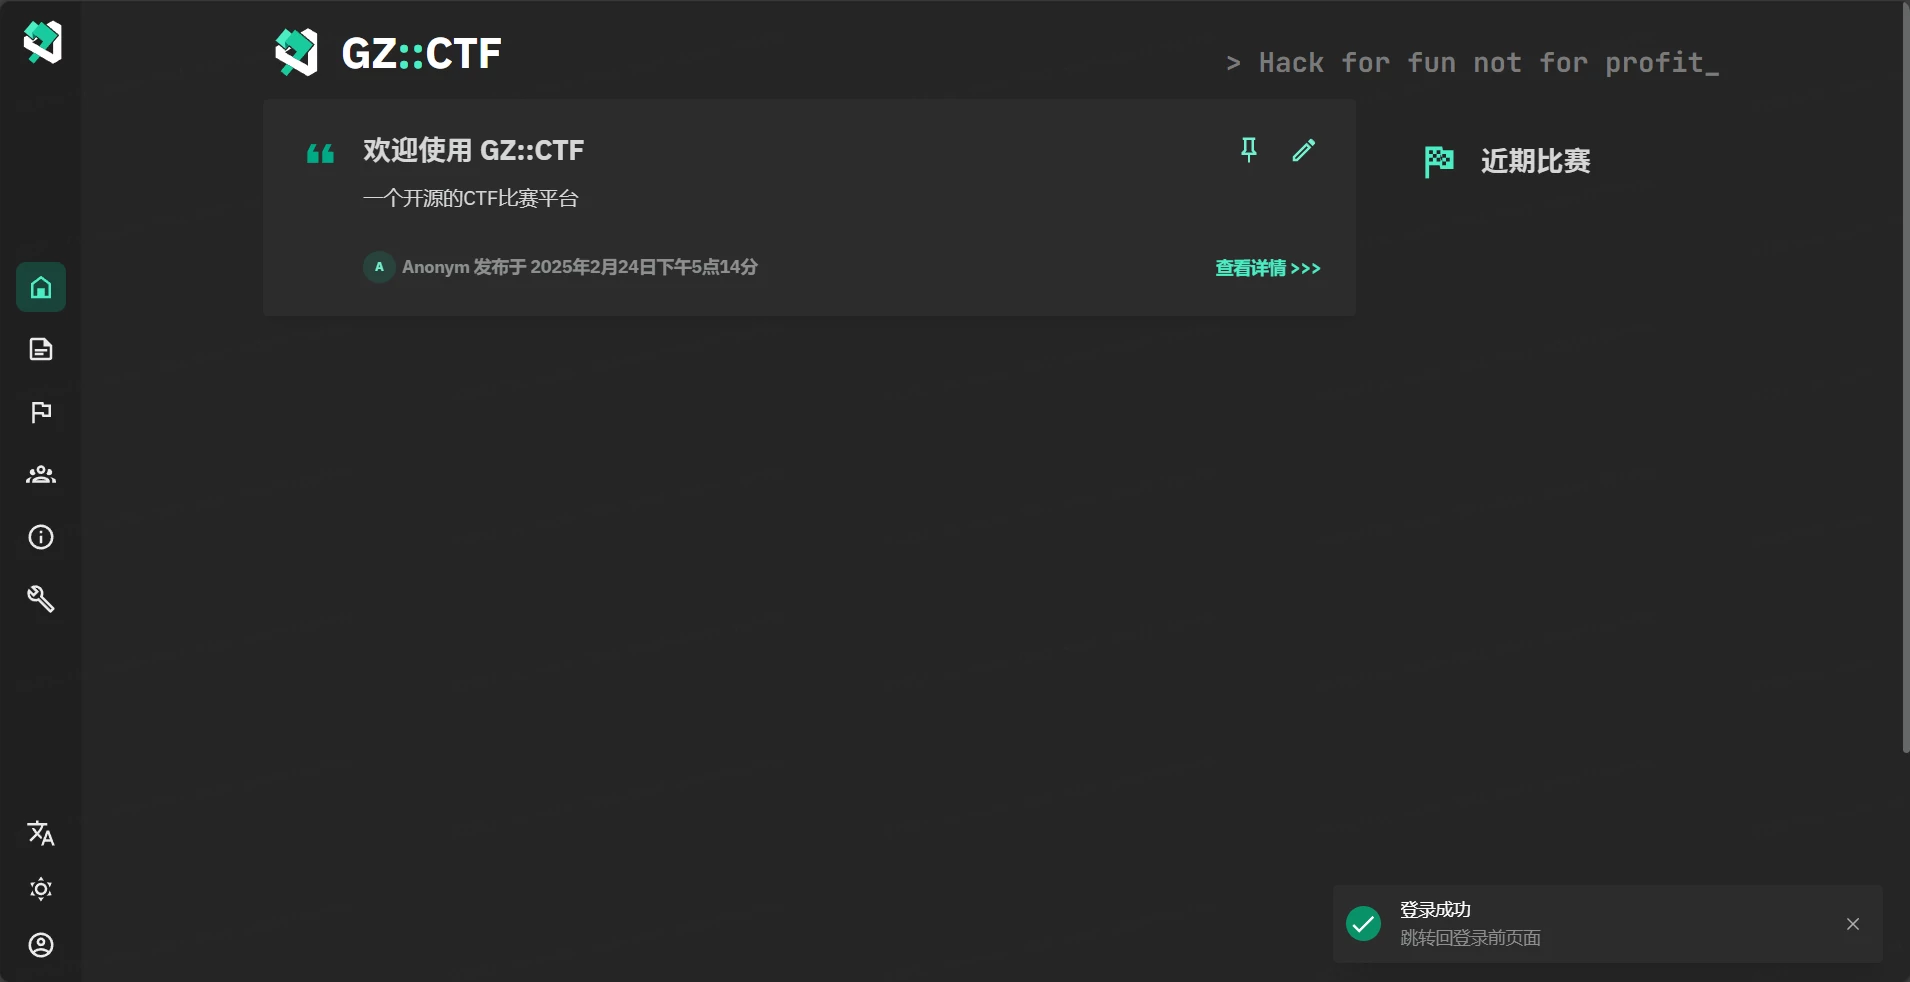 GZ::CTF
> Hack for fun not for profit_
欢迎使用 GZ::CTF
一个开源的CTF比赛平台
A Anonym 发布于 2025年2月24日下午5点14分
查看详情 >>>
近期比赛
登录成功
跳转回登录前页面